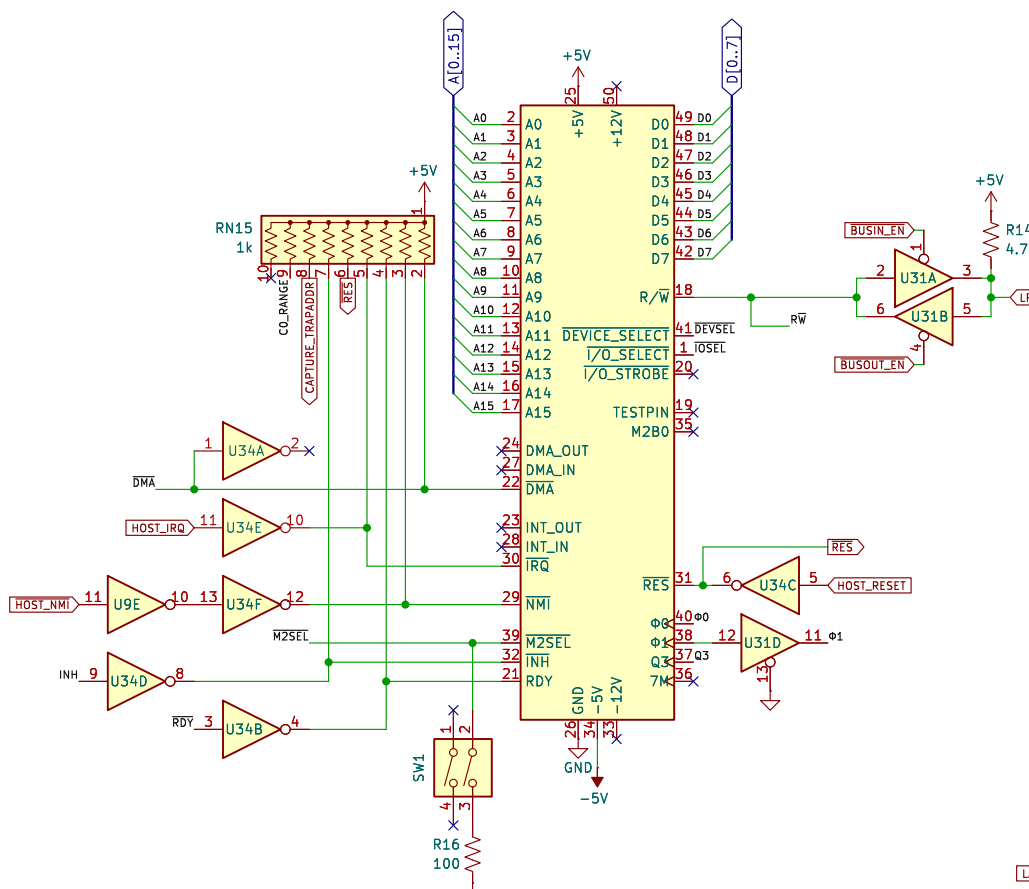 A[0..15]
D[0..7]
+5V
25
+5V
50
+12V
A0 2 A0
A1 3 A1
A2 4 A2
A3 5 A3
A4 6 A4
A5 7 A5
A6 8 A6
A7 9 A7
A8 10 A8
A9 11 A9
A10 12 A10
A11 13 A11
A12 14 A12
A13 15 A13
A14 16 A14
A15 17 A15
D0 49 D0
D1 48 D1
D2 47 D2
D3 46 D3
D4 45 D4
D5 44 D5
D6 43 D6
D7 42 D7
+5V
1
RN15
1k
10
9
8
7
6
5
4
3
2
C0_RANGE
CAPTURE_TRAPADDR
RES
+5V
R14
4.7
BUSIN_EN
1
2 U31A 3
6 U31B 5
4
BUSOUT_EN
R/W 18
RW
DEVICE_SELECT 41 DEVSEL
I/O_SELECT 1 IOSEL
I/O_STROBE 20
TESTPIN 19
M2B0 35
1 U34A 2
DMA
24 DMA_OUT
27 DMA_IN
22 DMA
HOST_IRQ 11 U34E 10
23 INT_OUT
28 INT_IN
30 IRQ
HOST_NMI 11 U9E 10 13 U34F 12
29 NMI
M2SEL
39 M2SEL
32 INH
21 RDY
INH 9 U34D 8
RDY 3 U34B 4
RES 31
RES
6 U34C 5 HOST_RESET
Φ0 40 Φ0
Φ1 38 12 U31D 11 Φ1
13
Q3 37 Q3
7M 36
GND 26
-5V 34
-12V 33
GND
-5V
SW1
1
2
4
3
R16
100